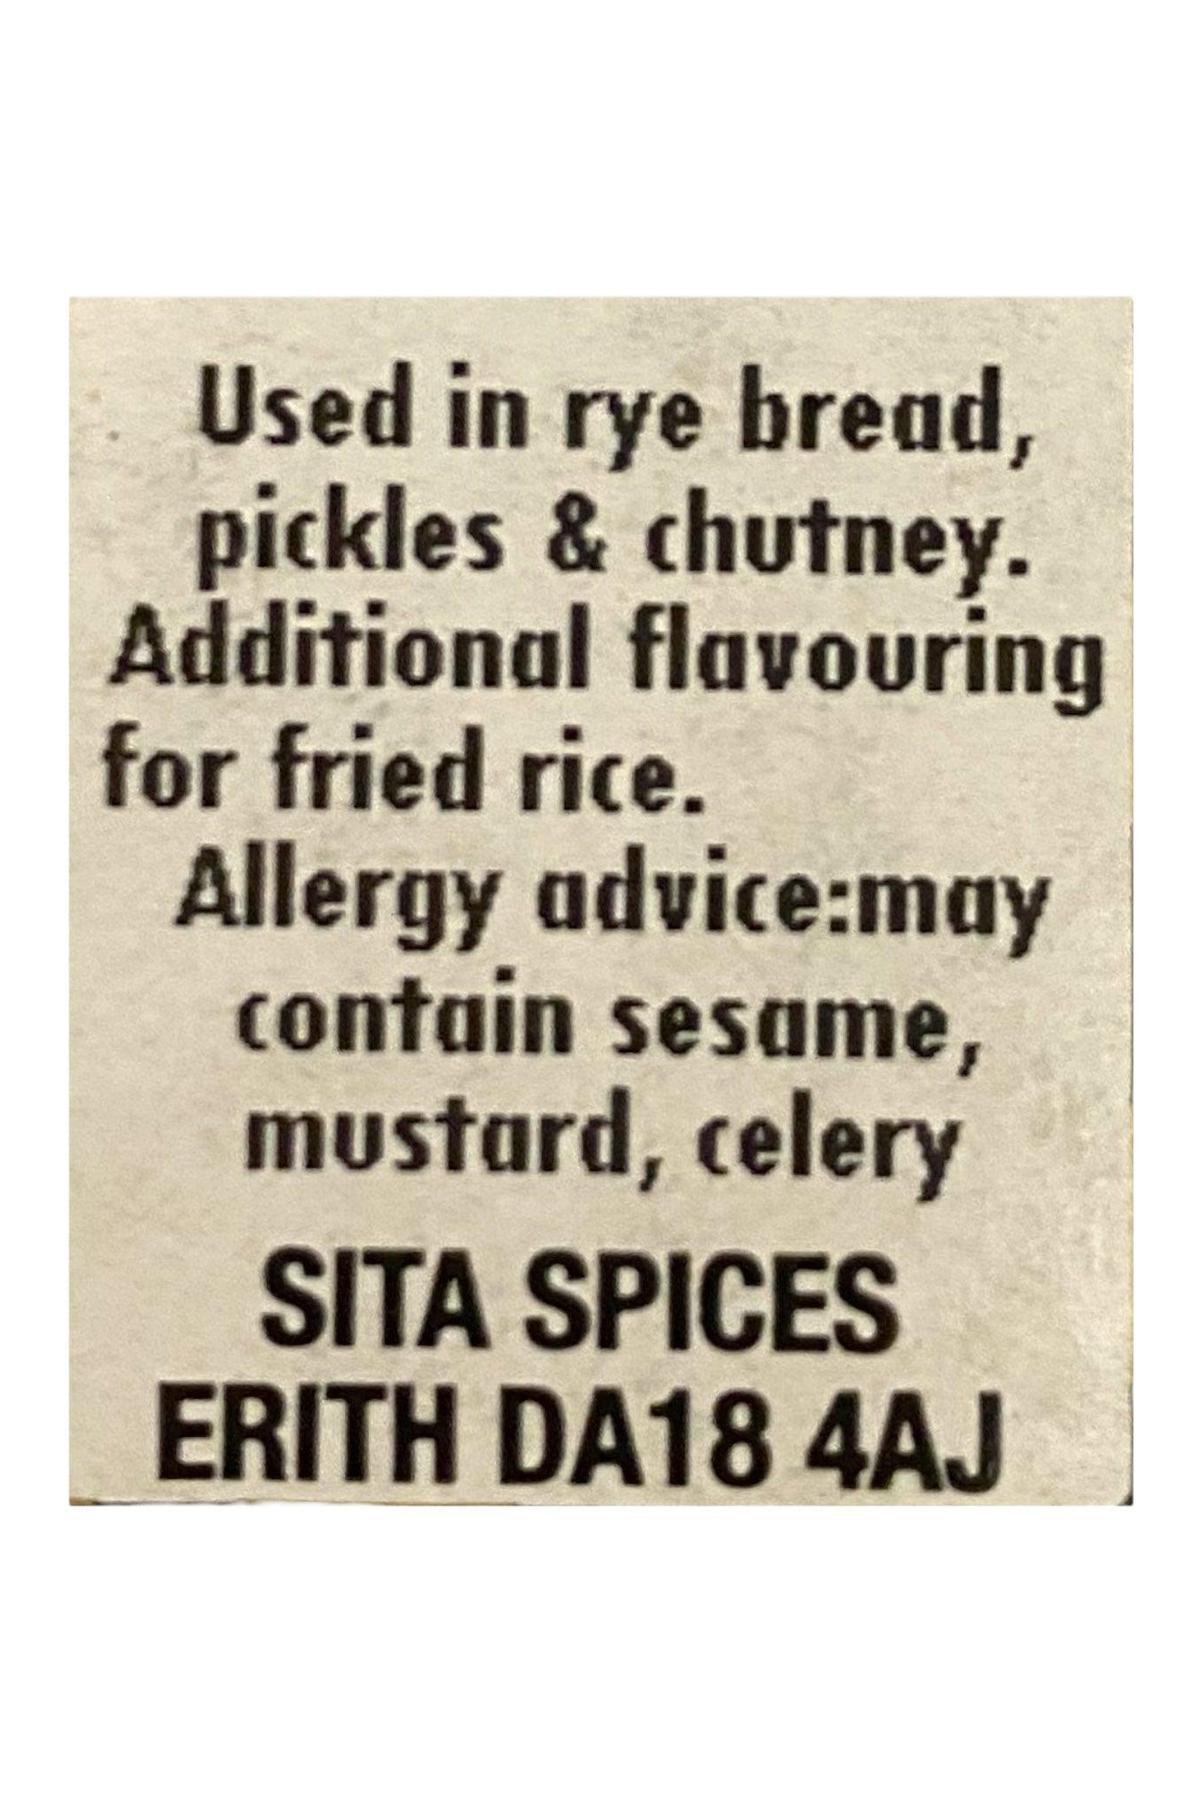 Used in rye bread,
pickles & chutney.
Additional flavouring
for fried rice.
Allergy advice:may
contain sesame,
mustard, celery
SITA SPICES
ERITH DA18 4AJ